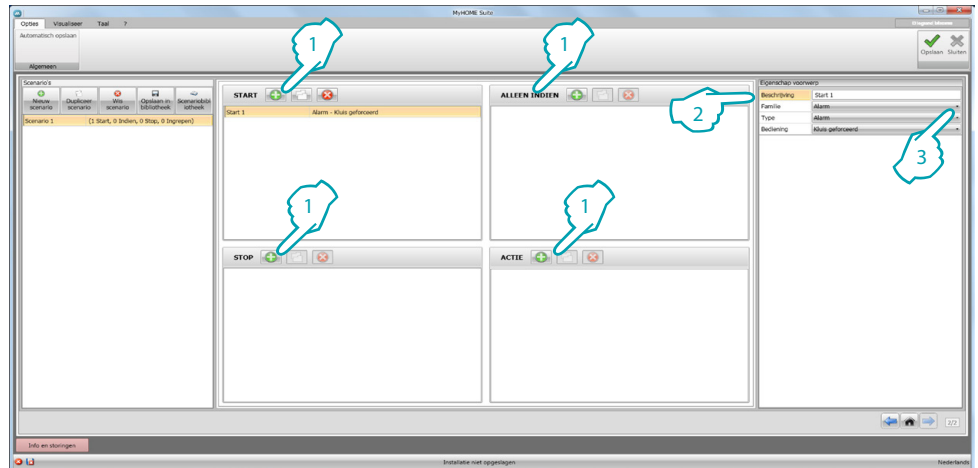 MyHOME Suite
Opties Visualiseer Taal ?
Automatisch opslaan
Algemeen
Opslaan Sluiten
Scenario's
Nieuw scenario
Dupliceer scenario
Wis scenario
Opslaan in bibliotheek
Scenariobibliotheek
Scenario 1 (1 Start, 0 Indien, 0 Stop, 0 Ingrepen)
START
Start 1 Alarm - Kluis geforceerd
1
ALLEEN INDIEN
1
STOP
1
ACTIE
1
Eigenschap voorwerp
Beschrijving Start 1
Familie Alarm
Type Alarm
Bediening Kluis geforceerd
2
3
2/2
Info en storingen
Installatie niet opgeslagen
Nederlands